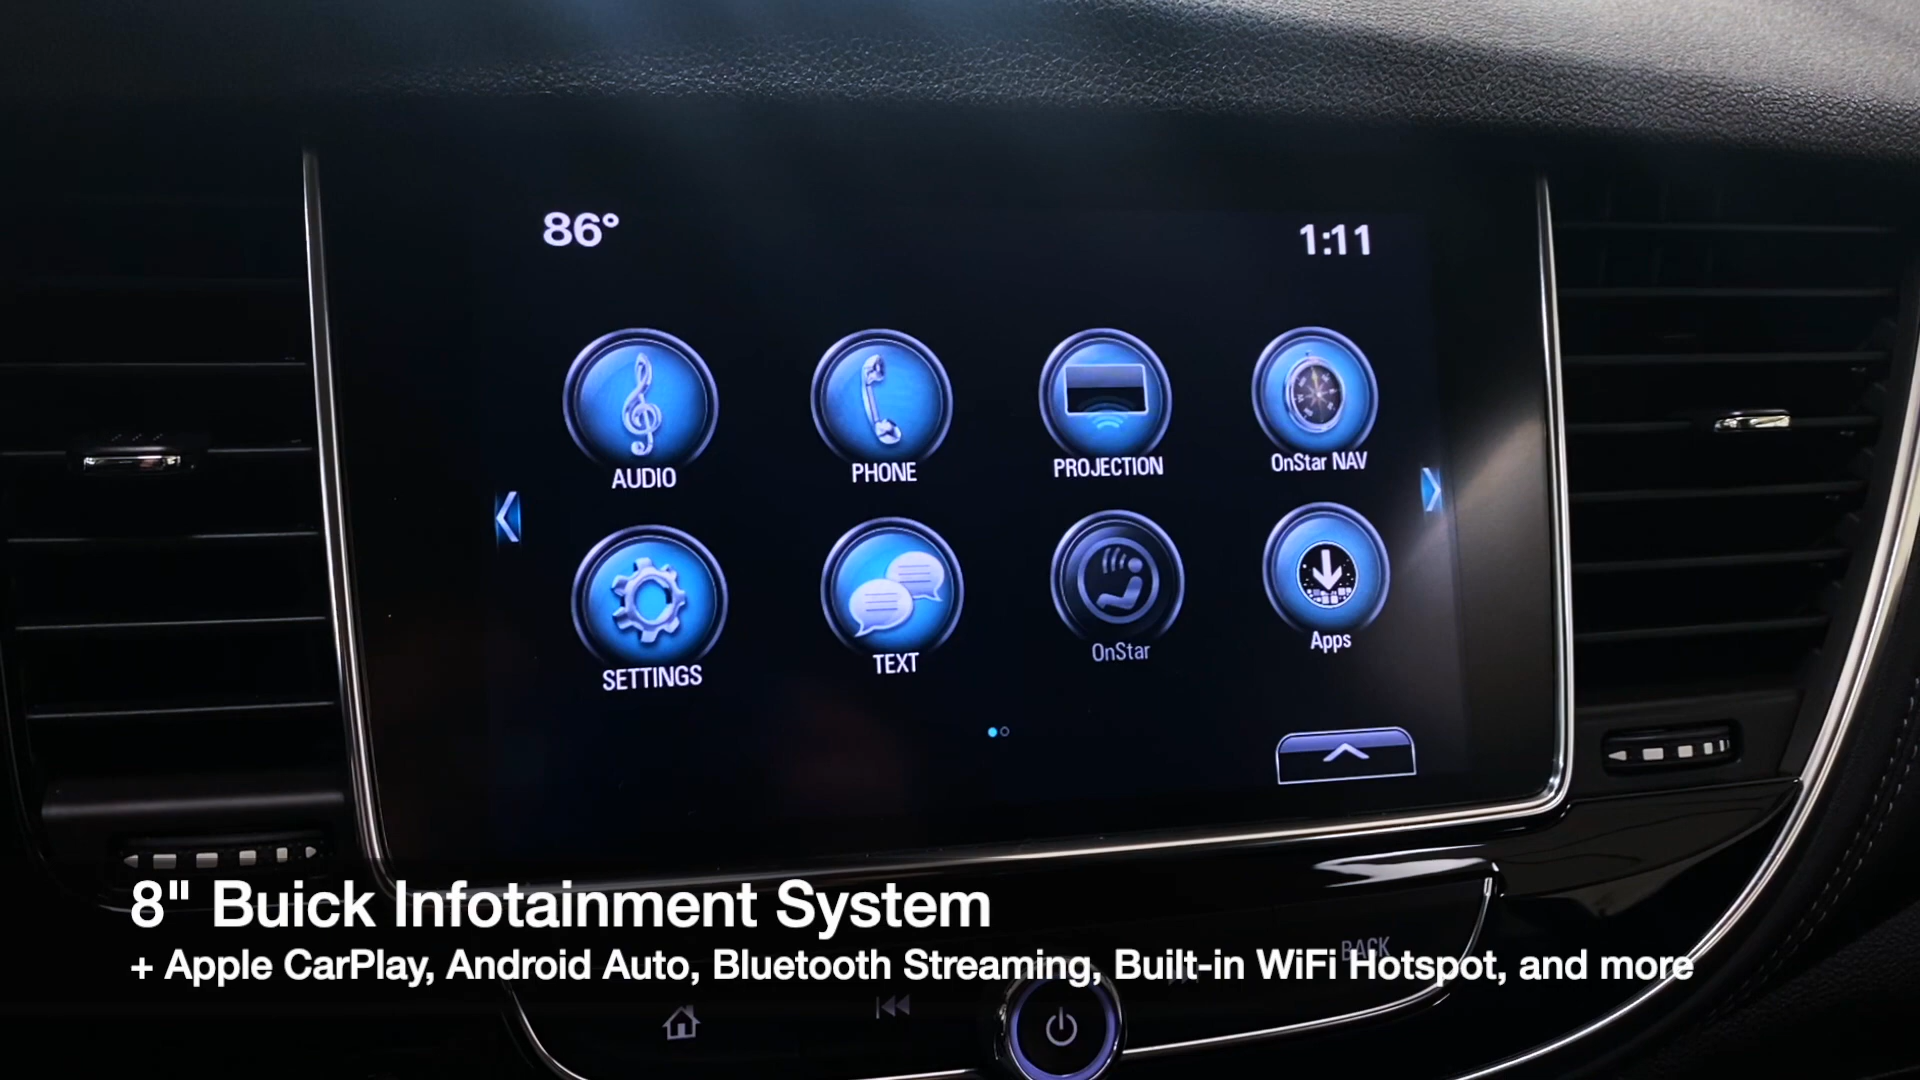 86°
1:11
AUDIO
PHONE
PROJECTION
OnStar NAV
SETTINGS
TEXT
OnStar
Apps
8" Buick Infotainment System
BACK
+ Apple CarPlay, Android Auto, Bluetooth Streaming, Built-in WiFi Hotspot, and more